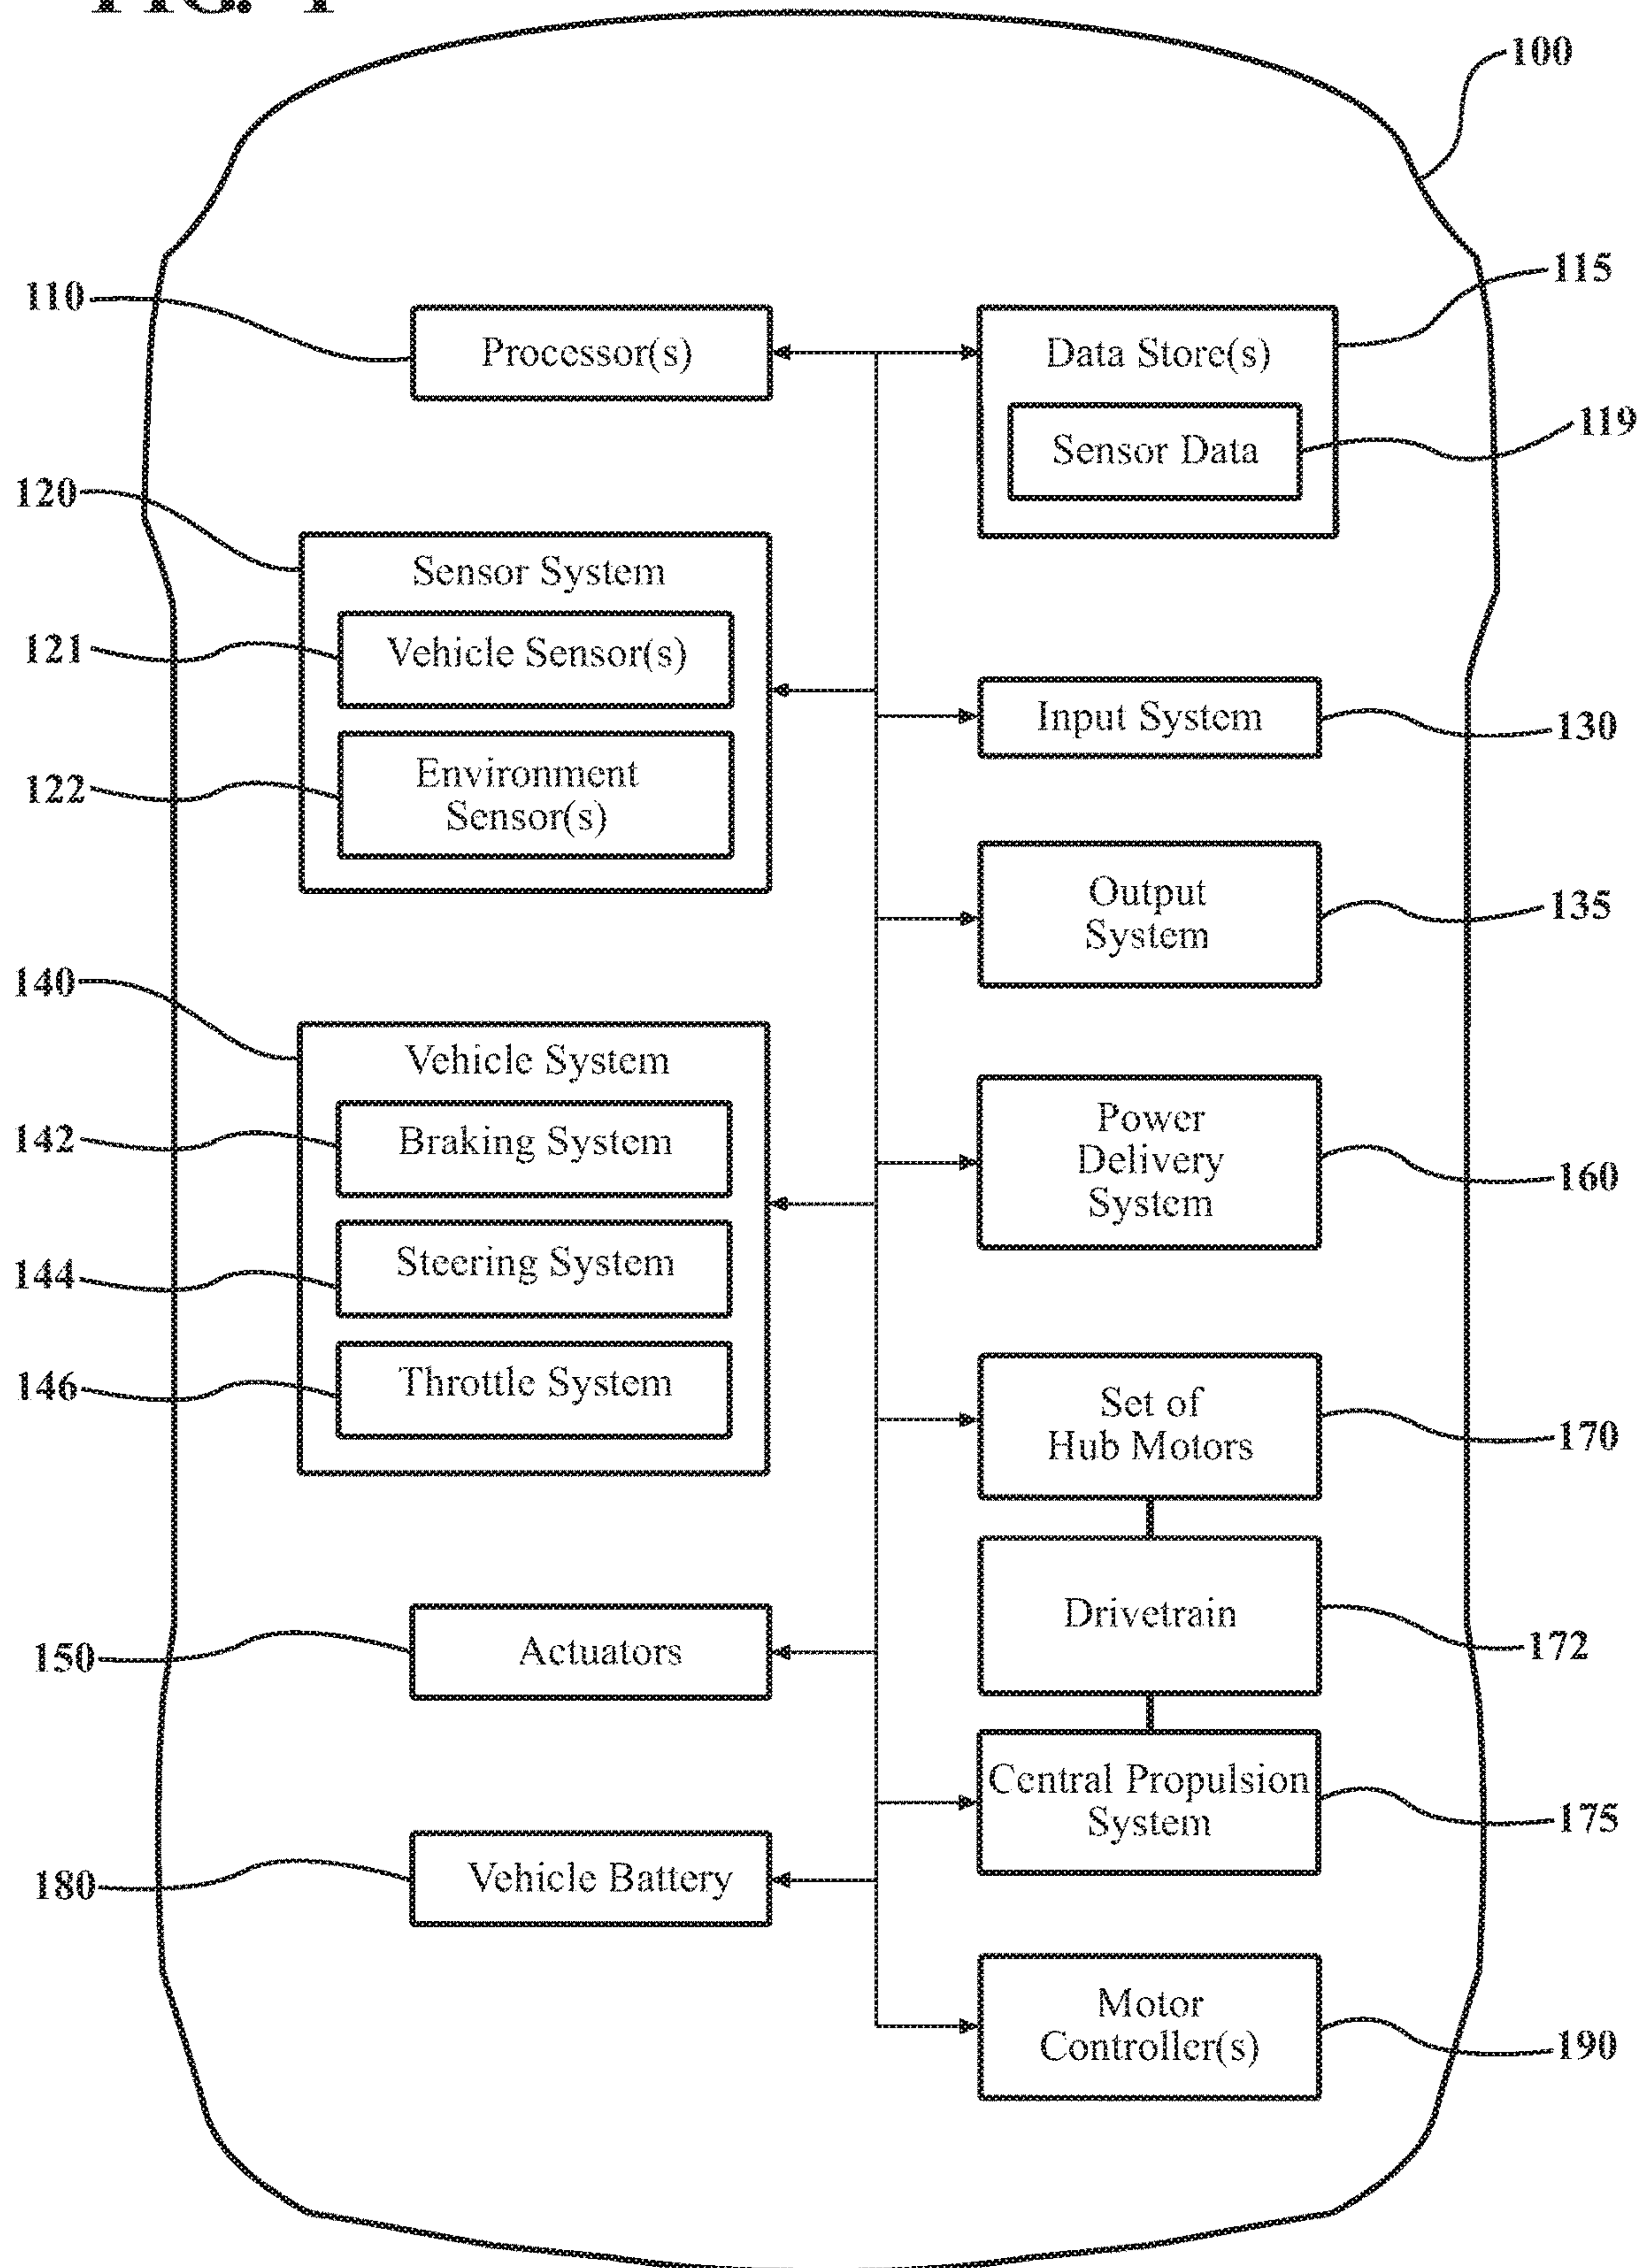 FIG. 1
100
110
Processor(s)
115
Data Store(s)
119
Sensor Data
120
Sensor System
121
Vehicle Sensor(s)
122
Environment
Sensor(s)
130
Input System
135
Output
System
140
Vehicle System
142
Braking System
144
Steering System
146
Throttle System
160
Power
Delivery
System
170
Set of
Hub Motors
172
Drivetrain
150
Actuators
175
Central Propulsion
System
180
Vehicle Battery
190
Motor
Controller(s)